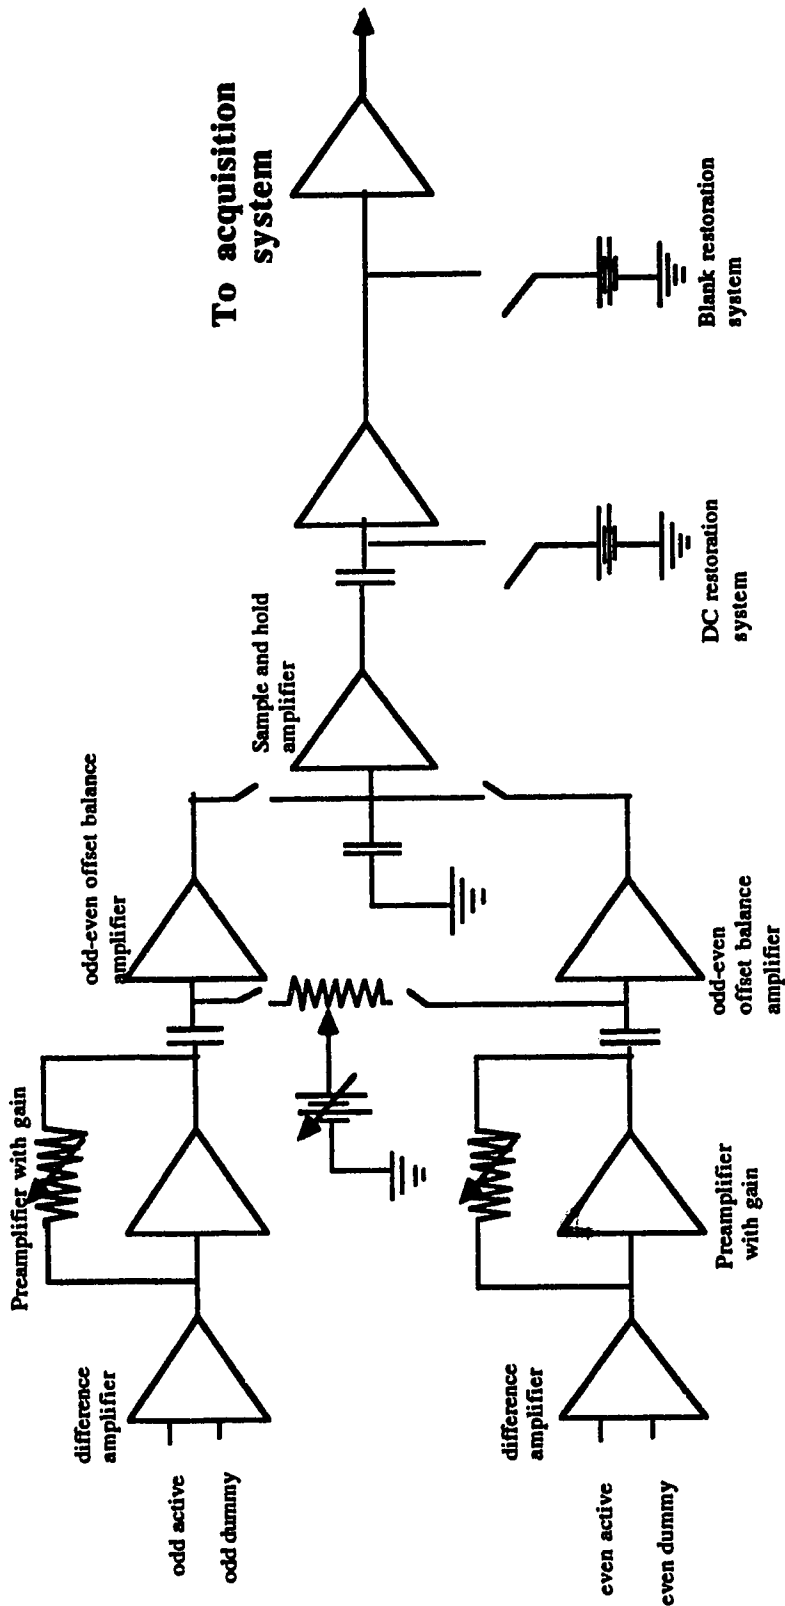 odd active
odd dummy
difference
amplifier
Preamplifier with gain
odd-even offset balance
amplifier
Sample and hold
amplifier
To acquisition
system
even active
even dummy
difference
amplifier
Preamplifier
with gain
odd-even
offset balance
amplifier
DC restoration
system
Blank restoration
system